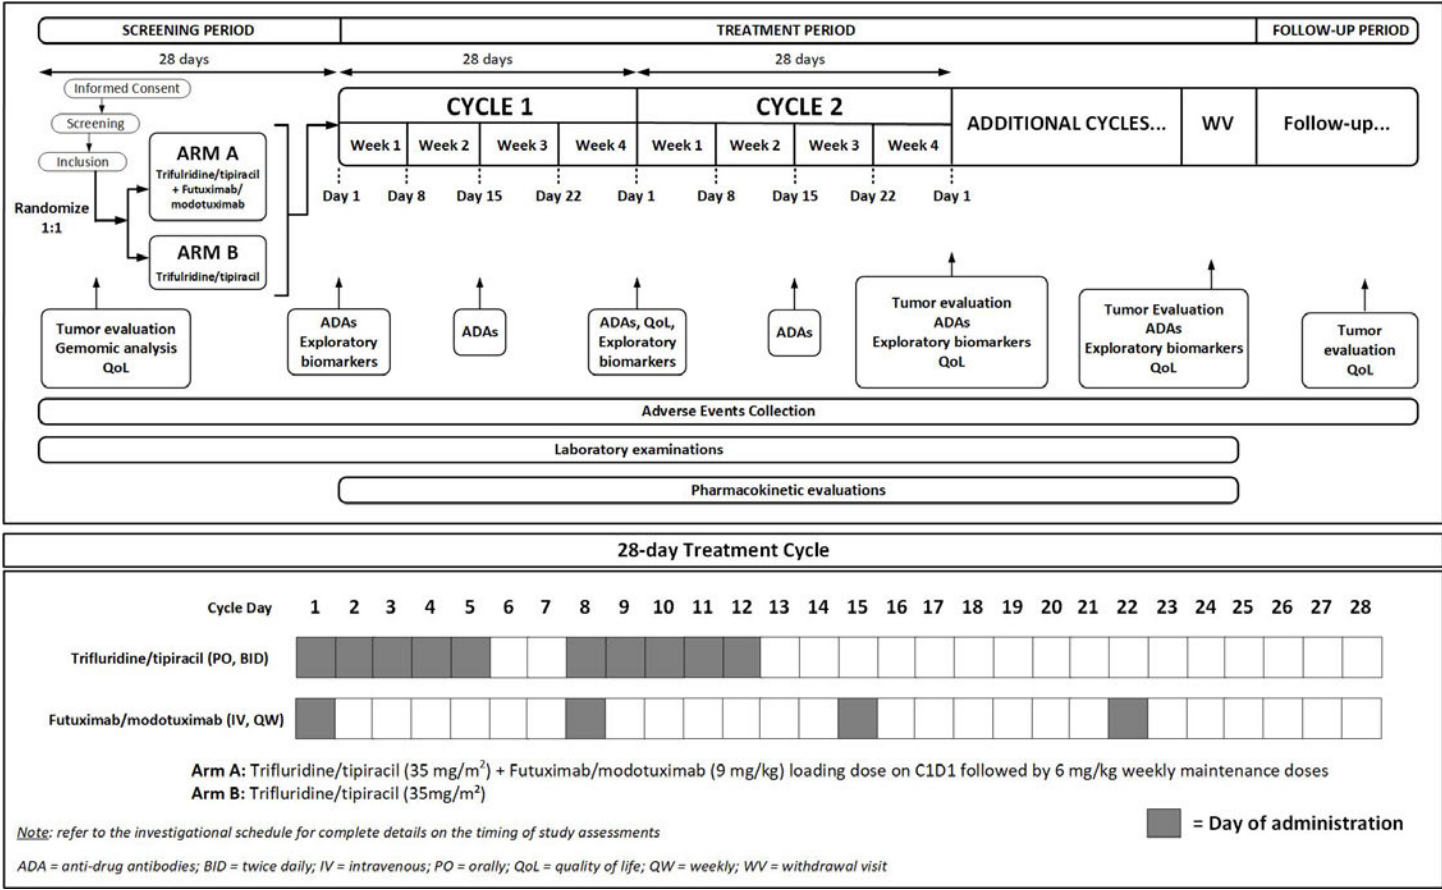 SCREENING PERIOD
TREATMENT PERIOD
FOLLOW-UP PERIOD
28 days
28 days
28 days
Informed Consent
Screening
Inclusion
Randomize
1:1
ARM A
Trifulridine/tipiracil
+ Futuximab/
modotuximab
ARM B
Trifulridine/tipiracil
CYCLE 1
CYCLE 2
ADDITIONAL CYCLES...
WV
Follow-up...
Week 1
Week 2
Week 3
Week 4
Week 1
Week 2
Week 3
Week 4
Day 1
Day 8
Day 15
Day 22
Day 1
Day 8
Day 15
Day 22
Day 1
Tumor evaluation
Gemomic analysis
QoL
ADAs
Exploratory
biomarkers
ADAs
ADAs, QoL,
Exploratory
biomarkers
ADAs
Tumor evaluation
ADAs
Exploratory biomarkers
QoL
Tumor Evaluation
ADAs
Exploratory biomarkers
QoL
Tumor
evaluation
QoL
Adverse Events Collection
Laboratory examinations
Pharmacokinetic evaluations
28-day Treatment Cycle
Cycle Day 1 2 3 4 5 6 7 8 9 10 11 12 13 14 15 16 17 18 19 20 21 22 23 24 25 26 27 28
Trifluridine/tipiracil (PO, BID)
Futuximab/modotuximab (IV, QW)
Arm A: Trifluridine/tipiracil (35 mg/m²) + Futuximab/modotuximab (9 mg/kg) loading dose on C1D1 followed by 6 mg/kg weekly maintenance doses
Arm B: Trifluridine/tipiracil (35mg/m²)
= Day of administration
Note: refer to the investigational schedule for complete details on the timing of study assessments
ADA = anti-drug antibodies; BID = twice daily; IV = intravenous; PO = orally; QoL = quality of life; QW = weekly; WV = withdrawal visit